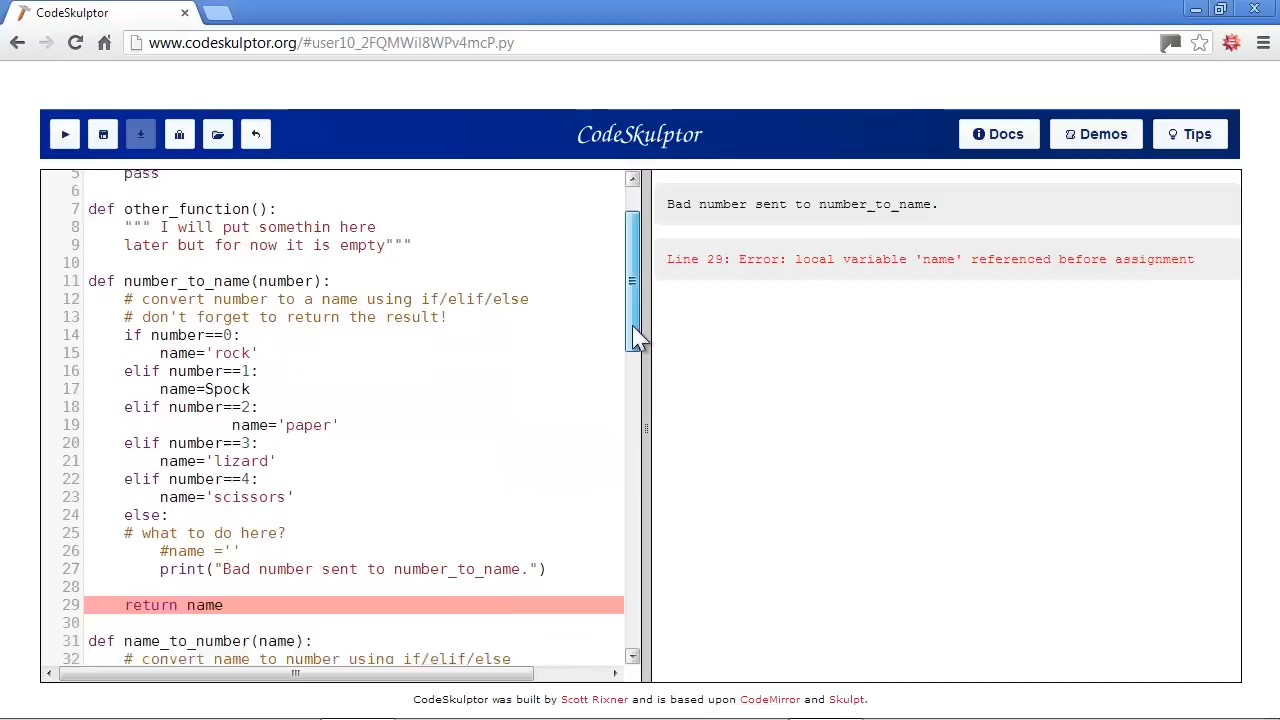 CodeSkulptor
www.codeskulptor.org/#user10_2FQMWil8WPv4mcP.py
CodeSkulptor
Docs
Demos
Tips
5 pass
6
7 def other_function():
8 """ I will put somethin here
9 later but for now it is empty"""
10
11 def number_to_name(number):
12 # convert number to a name using if/elif/else
13 # don't forget to return the result!
14 if number==0:
15 name='rock'
16 elif number==1:
17 name=Spock
18 elif number==2:
19 name='paper'
20 elif number==3:
21 name='lizard'
22 elif number==4:
23 name='scissors'
24 else:
25 # what to do here?
26 #name =''
27 print("Bad number sent to number_to_name.")
28
29 return name
30
31 def name_to_number(name):
32 # convert name to number using if/elif/else
Bad number sent to number_to_name.
Line 29: Error: local variable 'name' referenced before assignment
CodeSkulptor was built by Scott Rixner and is based upon CodeMirror and Skulpt.